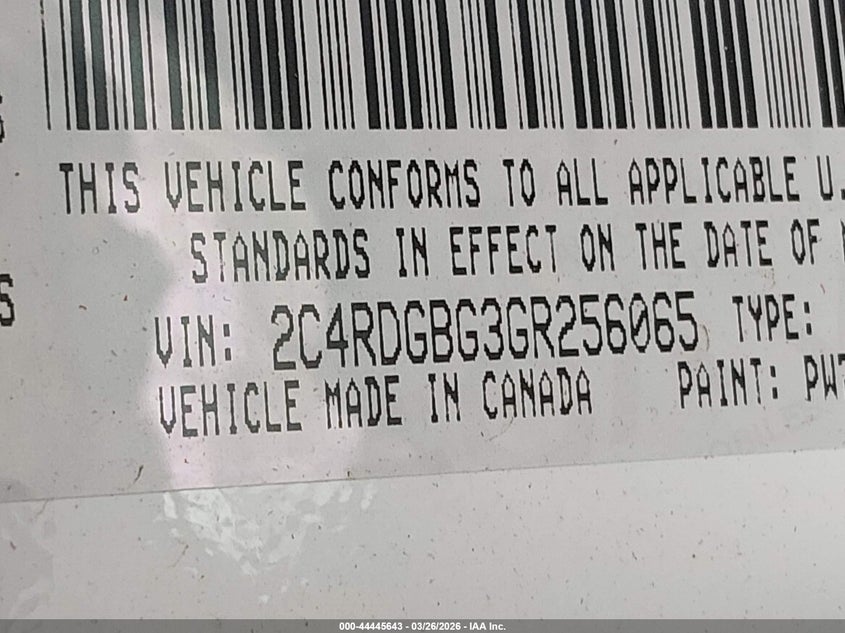 THIS VEHICLE CONFORMS TO ALL APPLICABLE U.
STANDARDS IN EFFECT ON THE DATE OF
VIN: 2C4RDGBG3GR256065 TYPE:
VEHICLE MADE IN CANADA PAINT: PW7
S
000-44445643 - 03/26/2026 - IAA Inc.